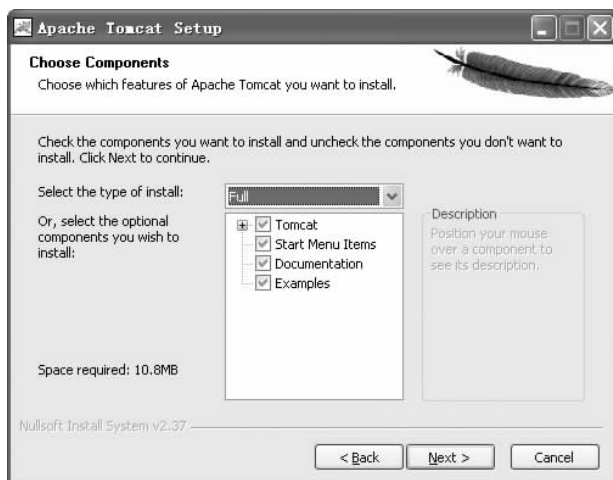 Apache Tomcat Setup
Choose Components
Choose which features of Apache Tomcat you want to install.
Check the components you want to install and uncheck the components you don't want to
install. Click Next to continue.
Select the type of install:
Full
Or, select the optional
components you wish to
install:
Tomcat
Start Menu Items
Documentation
Examples
Description
Position your mouse
over a component to
see its description.
Space required: 10.8MB
Nullsoft Install System v2.37
< Back
Next >
Cancel